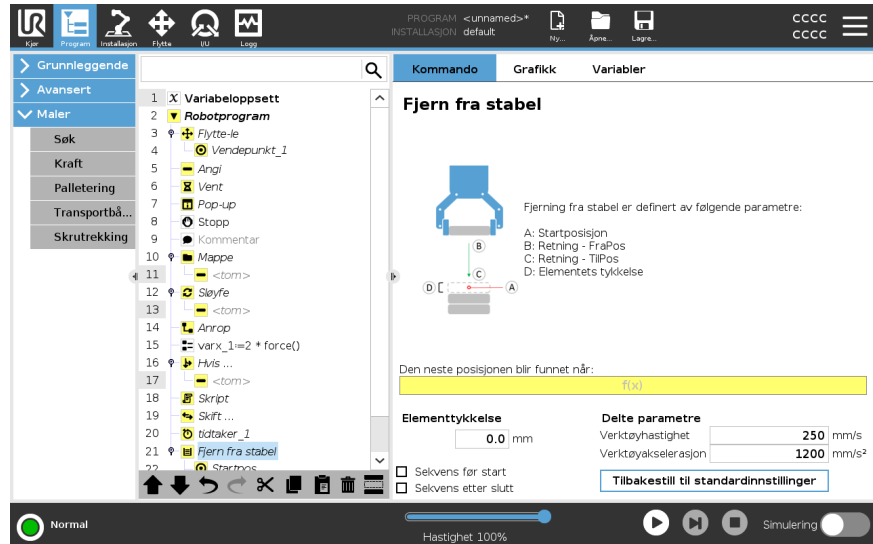 PROGRAM <unnamed>*
INSTALLASJON default
Kjør
Program
Installasjon
Flytte
I/U
Logg
Ny...
Åpne...
Lagre...
CCCC
CCCC
Grunnleggende
Avansert
Maler
Søk
Kraft
Palletering
Transportbå...
Skrutrekking
1 X Variabeloppsett
2 Robotprogram
3 Flytte-le
4 Vendepunkt_1
5 Angi
6 Vent
7 Pop-up
8 Stopp
9 Kommentar
10 Mappe
11 <tom>
12 Sløyfe
13 <tom>
14 Anrop
15 varx_1:=2 * force()
16 Hvis ...
17 <tom>
18 Skript
19 Skift ...
20 tidtaker_1
21 Fjern fra stabel
22 Startpos
Kommando
Grafikk
Variabler
Fjern fra stabel
B
C
D
A
Fjerning fra stabel er definert av følgende parametre:
A: Startposisjon
B: Retning - FraPos
C: Retning - TilPos
D: Elementets tykkelse
Den neste posisjonen blir funnet når:
f(x)
Elementtykkelse
0.0 mm
Sekvens før start
Sekvens etter slutt
Delte parametre
Verktøyhastighet 250 mm/s
Verktøyakselerasjon 1200 mm/s²
Tilbakestill til standardinnstillinger
Normal
Hastighet 100%
Simulering